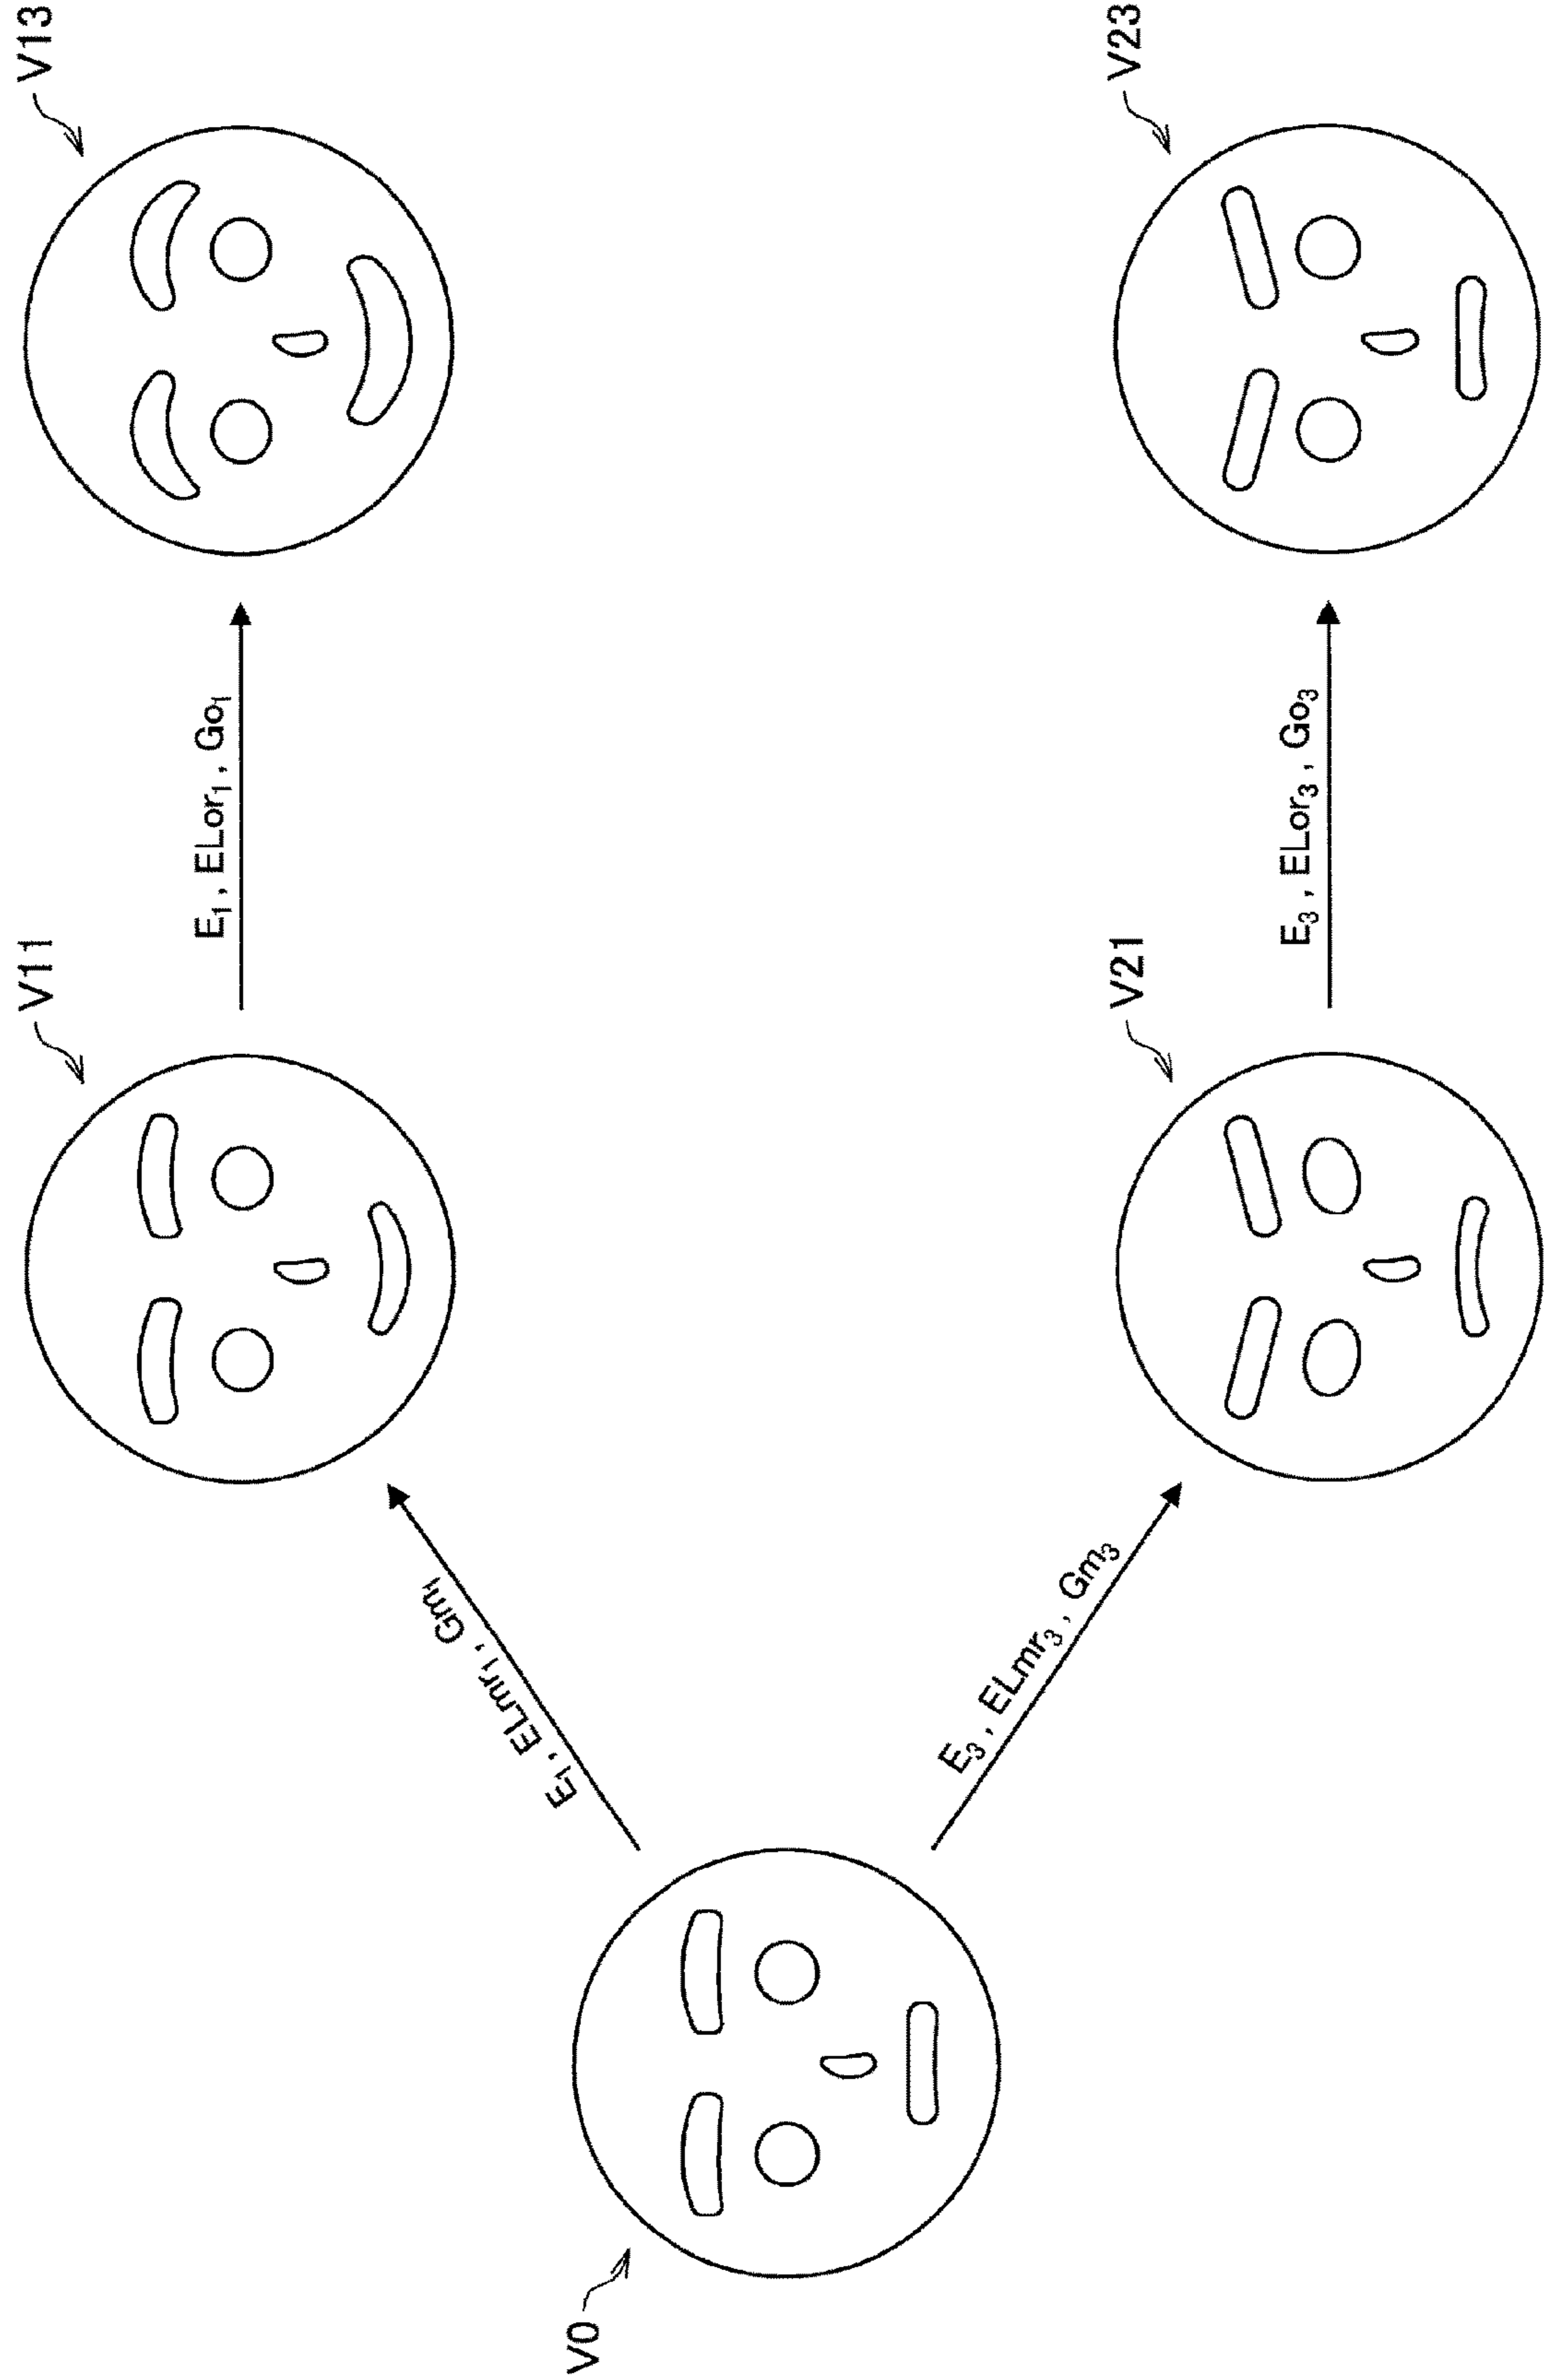 V0
E₁ , ELmr₁ , Gm₁
V11
E₁ , ELor₁ , Go₁
V13
E₃ , ELmr₃ , Gm₃
V21
E₃ , ELor₃ , Go₃
V23